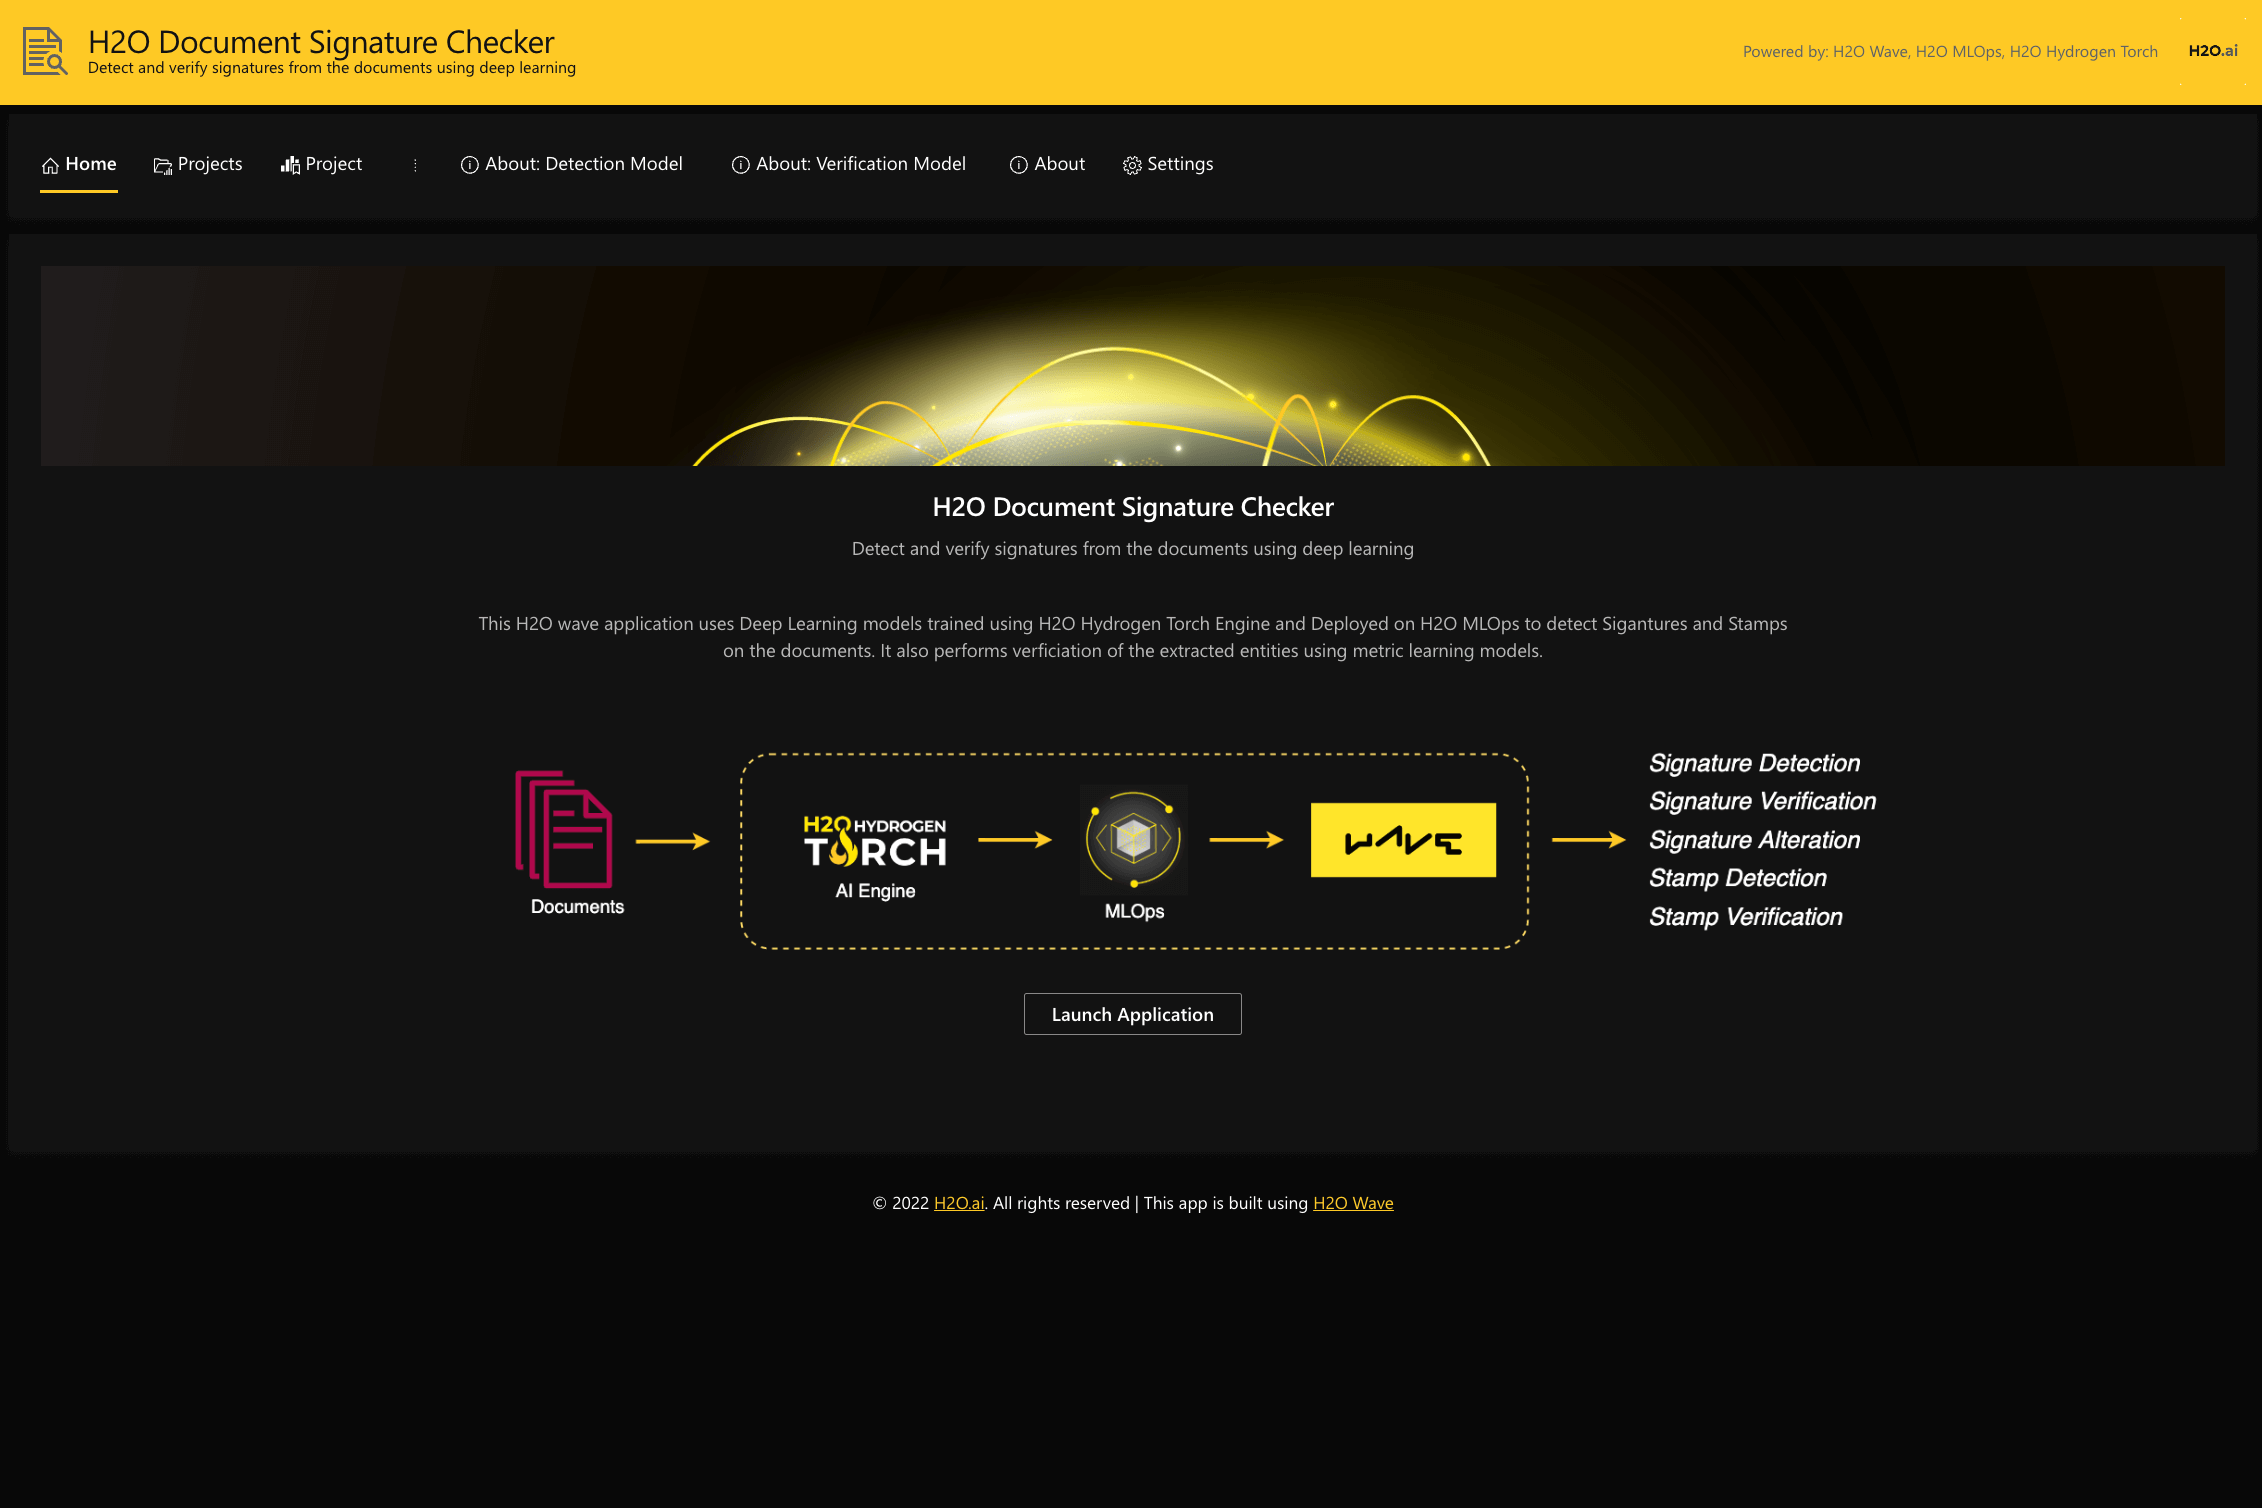 H2O Document Signature Checker
Detect and verify signatures from the documents using deep learning
Powered by: H2O Wave, H2O MLOps, H2O Hydrogen Torch
H2O.ai
Home
Projects
Project
About: Detection Model
About: Verification Model
About
Settings
H2O Document Signature Checker
Detect and verify signatures from the documents using deep learning
This H2O wave application uses Deep Learning models trained using H2O Hydrogen Torch Engine and Deployed on H2O MLOps to detect Sigantures and Stamps
on the documents. It also performs verficiation of the extracted entities using metric learning models.
Documents
H2O HYDROGEN
TORCH
AI Engine
MLOps
WAVE
Signature Detection
Signature Verification
Signature Alteration
Stamp Detection
Stamp Verification
Launch Application
© 2022 H2O.ai. All rights reserved | This app is built using H2O Wave